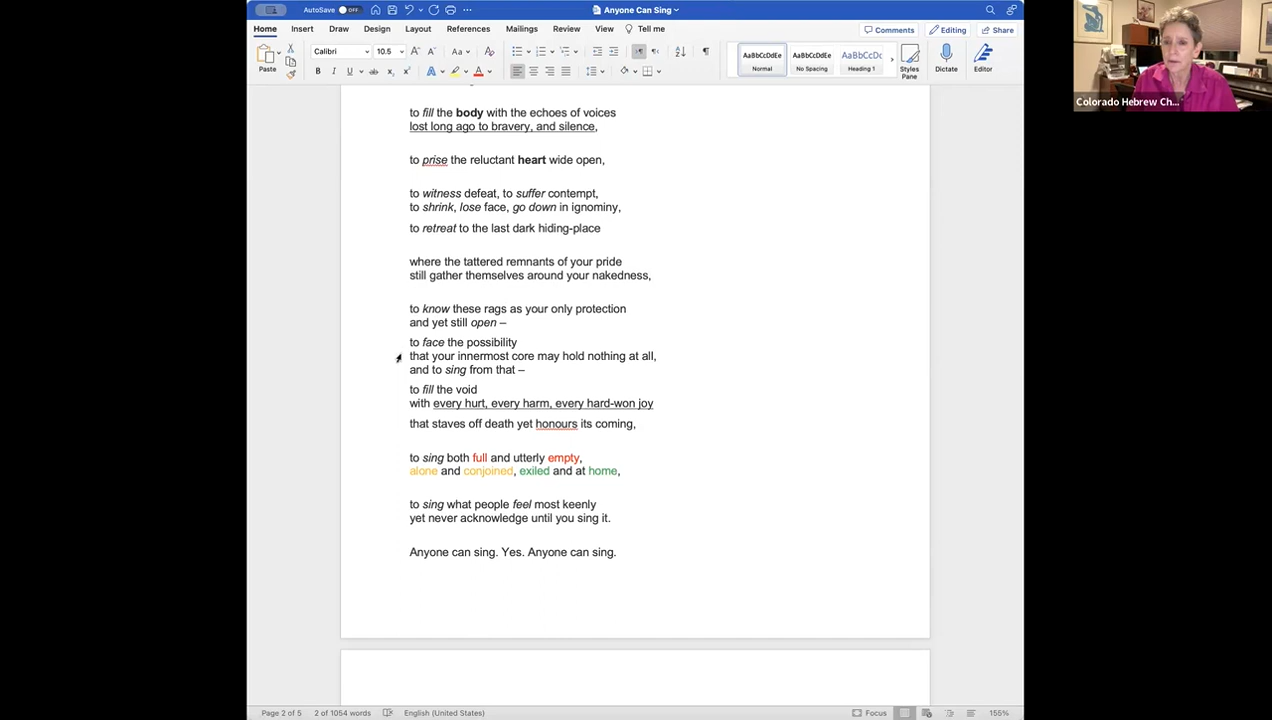 AutoSave OFF
Anyone Can Sing
Home Insert Draw Design Layout References Mailings Review View Tell me
Comments Editing Share
Paste
Calibri 10.5
AaBbCcDdEe AaBbCcDdEe AaBbCcDc
Normal No Spacing Heading 1
Styles Pane
Dictate
Editor
Colorado Hebrew Ch...
to fill the body with the echoes of voices
lost long ago to bravery, and silence,
to prise the reluctant heart wide open,
to witness defeat, to suffer contempt,
to shrink, lose face, go down in ignominy,
to retreat to the last dark hiding-place
where the tattered remnants of your pride
still gather themselves around your nakedness,
to know these rags as your only protection
and yet still open –
to face the possibility
that your innermost core may hold nothing at all,
and to sing from that –
to fill the void
with every hurt, every harm, every hard-won joy
that staves off death yet honours its coming,
to sing both full and utterly empty,
alone and conjoined, exiled and at home,
to sing what people feel most keenly
yet never acknowledge until you sing it.
Anyone can sing. Yes. Anyone can sing.
Page 2 of 5 2 of 1054 words English (United States) Focus 155%